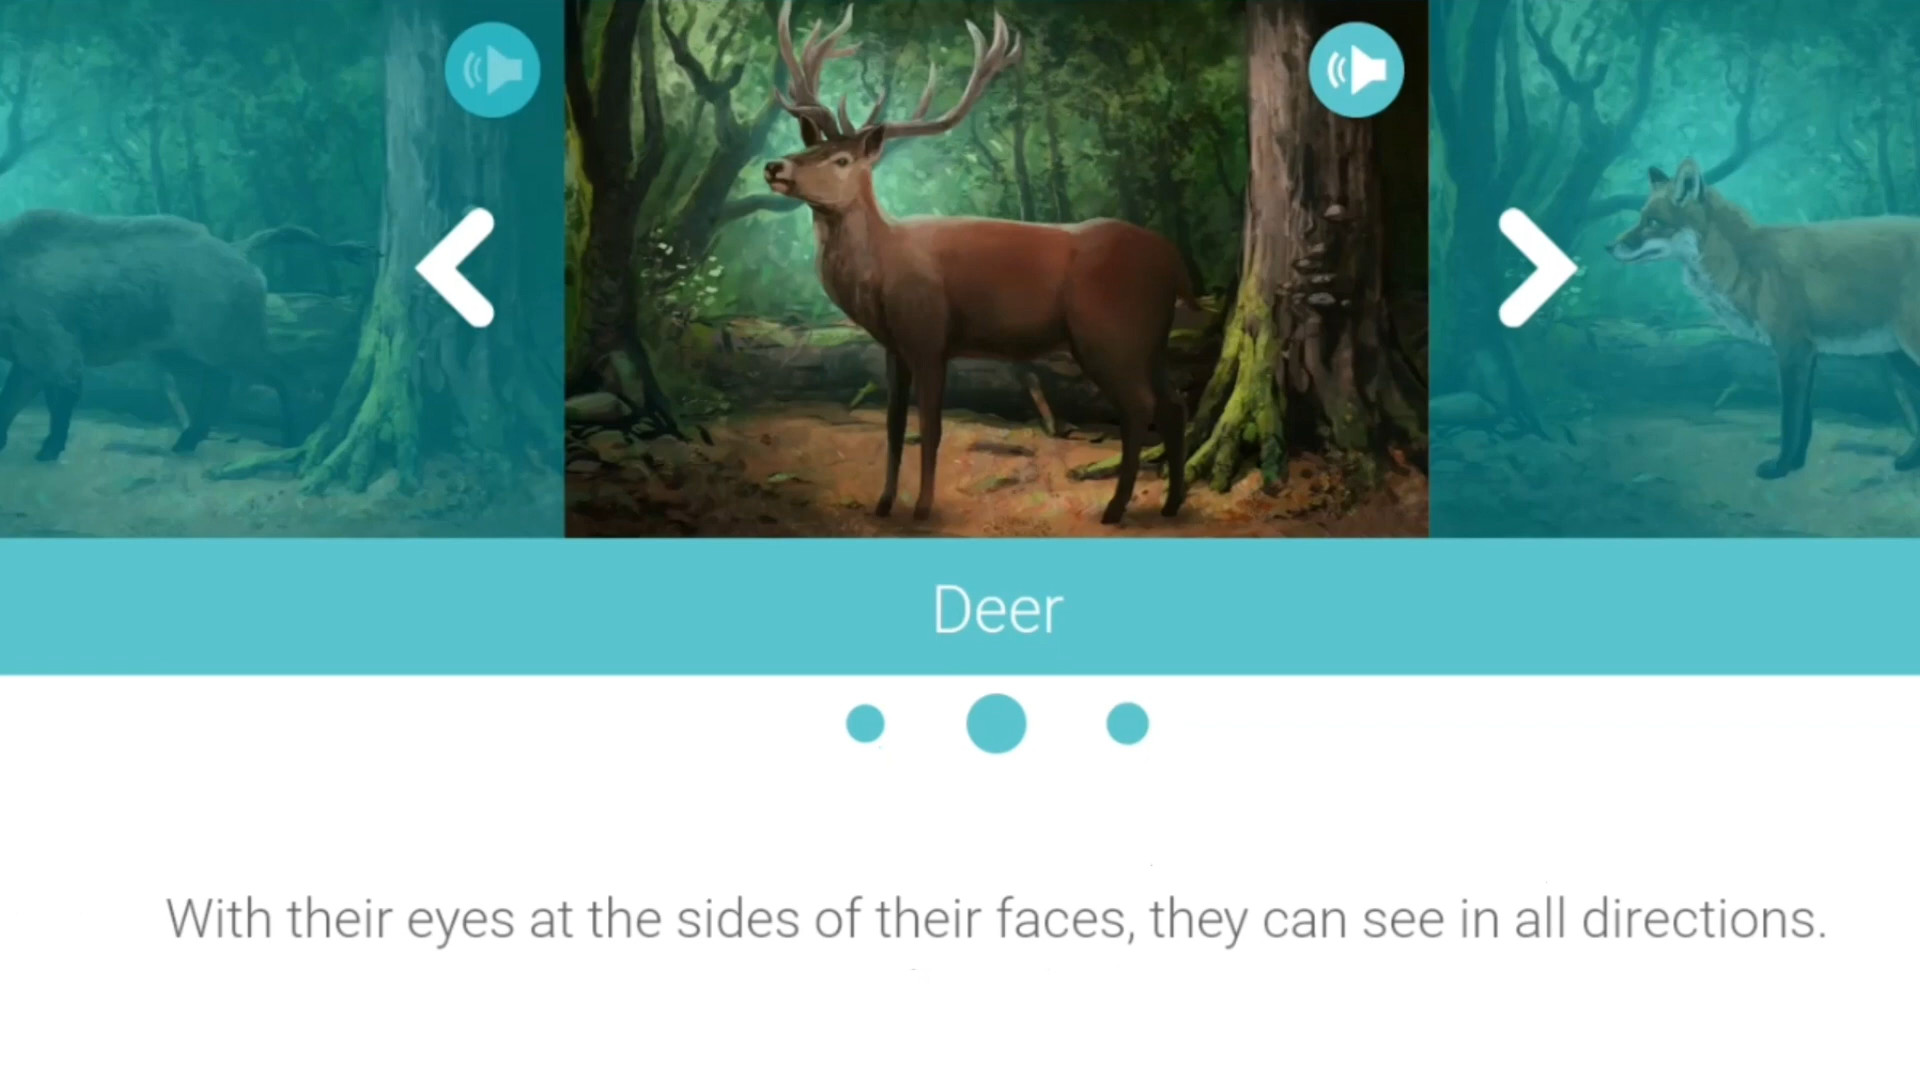 Deer
With their eyes at the sides of their faces, they can see in all directions.